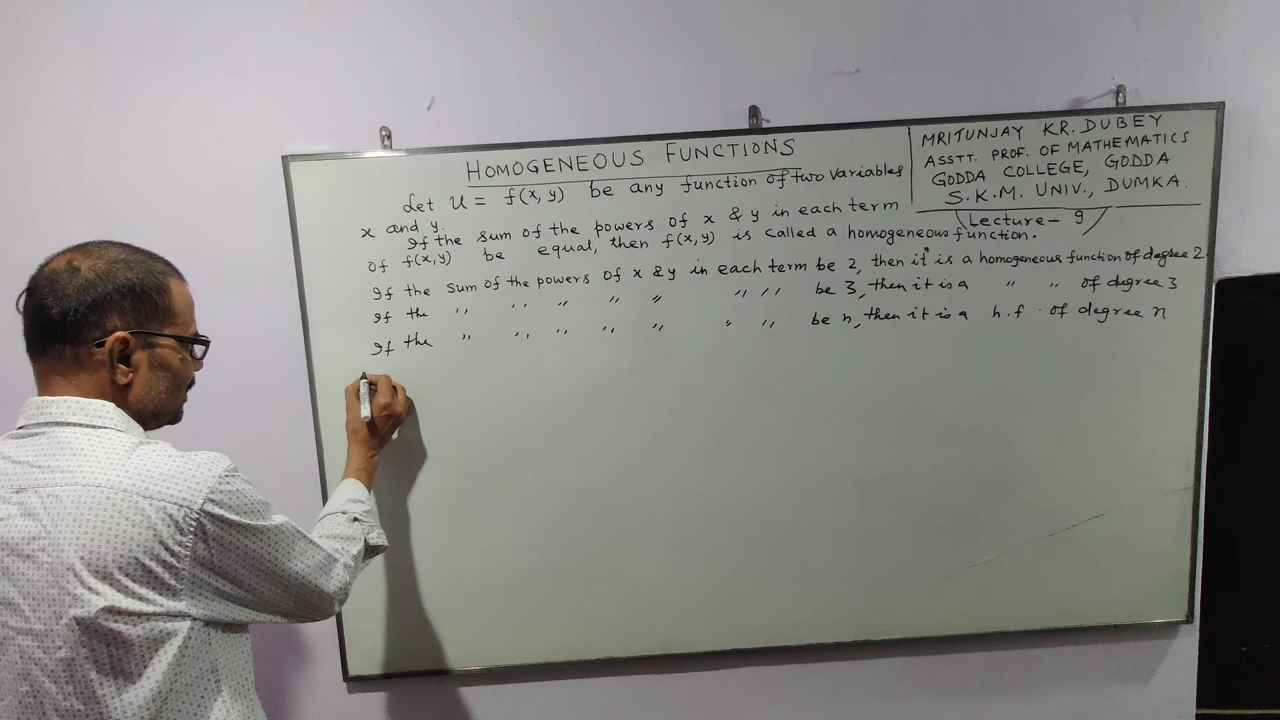 HOMOGENEOUS FUNCTIONS
Let U = f(x, y) be any function of two variables
x and y.
If the sum of the powers of x & y in each term
of f(x,y) be equal, then f(x,y) is called a homogeneous function.
If the sum of the powers of x & y in each term be 2, then it is a homogeneous function of degree 2.
If the " " " " " " " be 3, then it is a " " of degree 3
If the " " " " " " " be n, then it is a h.f. of degree n
MRITUNJAY KR. DUBEY
ASSTT. PROF. OF MATHEMATICS
GODDA COLLEGE, GODDA
S.K.M. UNIV., DUMKA.
Lecture - 9